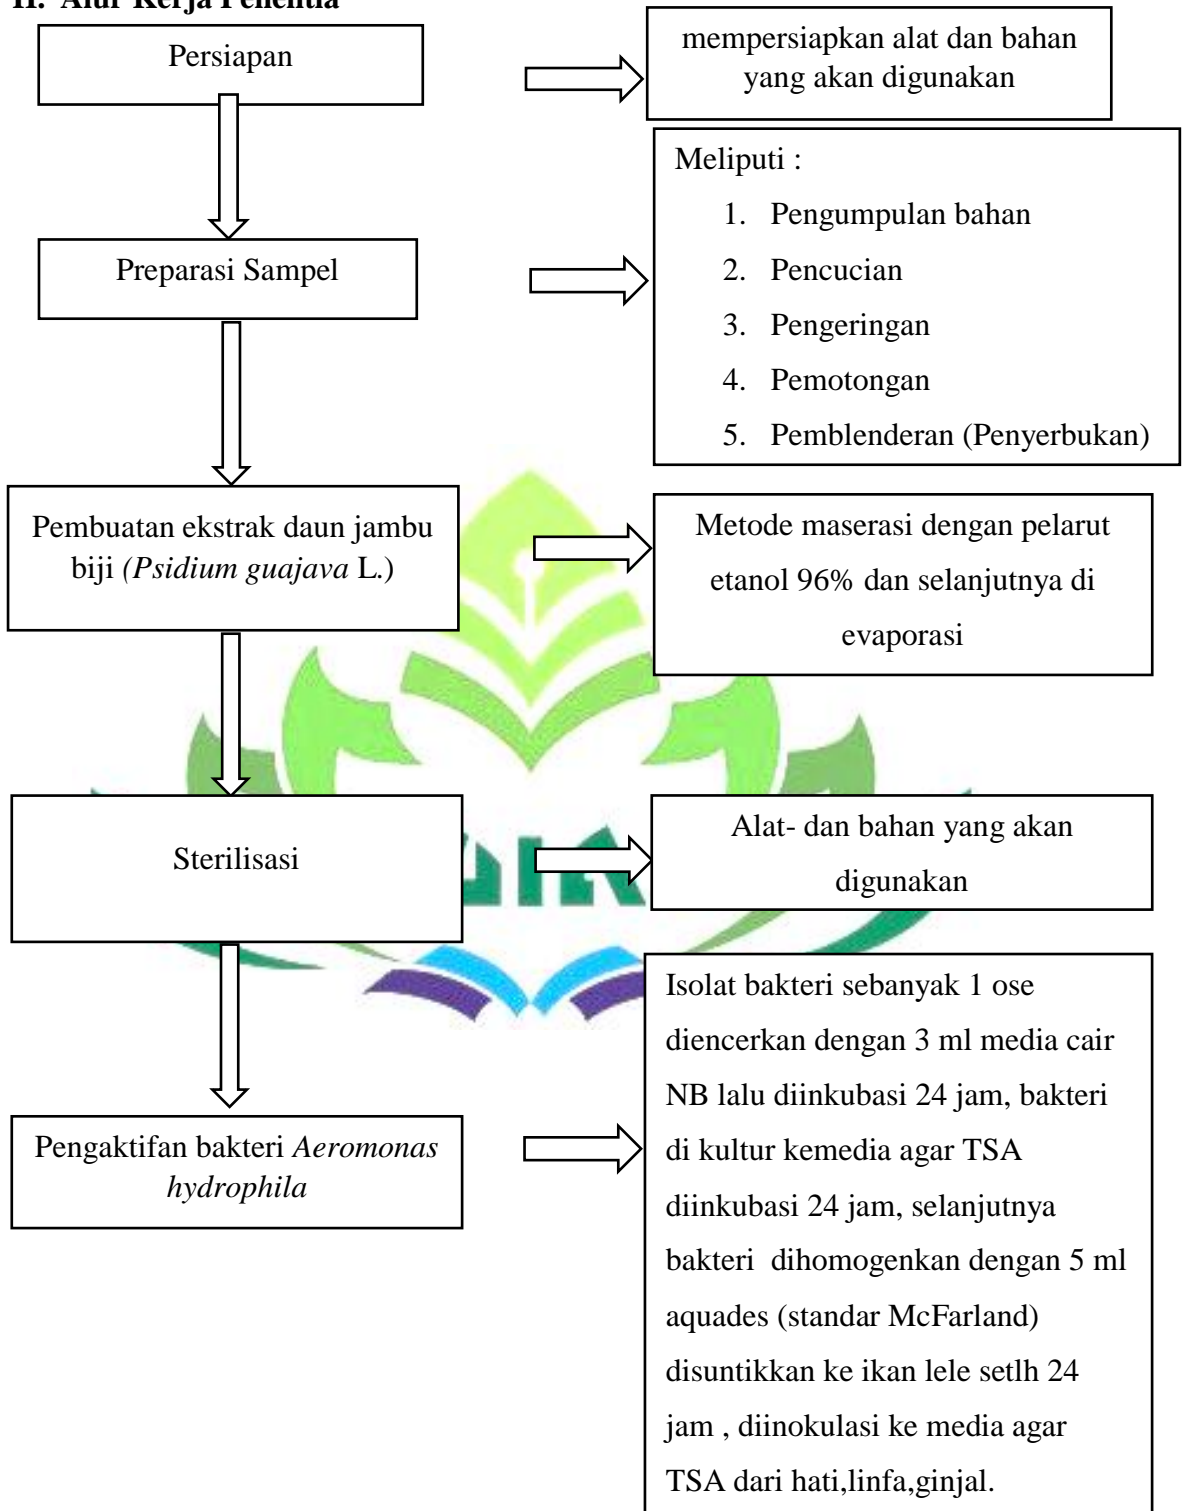 H. Alur Kerja Penelitia
Persiapan
mempersiapkan alat dan bahan
yang akan digunakan
Preparasi Sampel
Meliputi :
1. Pengumpulan bahan
2. Pencucian
3. Pengeringan
4. Pemotongan
5. Pemblenderan (Penyerbukan)
Pembuatan ekstrak daun jambu
biji (Psidium guajava L.)
Metode maserasi dengan pelarut
etanol 96% dan selanjutnya di
evaporasi
Sterilisasi
Alat- dan bahan yang akan
digunakan
Pengaktifan bakteri Aeromonas
hydrophila
Isolat bakteri sebanyak 1 ose
diencerkan dengan 3 ml media cair
NB lalu diinkubasi 24 jam, bakteri
di kultur kemedia agar TSA
diinkubasi 24 jam, selanjutnya
bakteri dihomogenkan dengan 5 ml
aquades (standar McFarland)
disuntikkan ke ikan lele setlh 24
jam , diinokulasi ke media agar
TSA dari hati,linfa,ginjal.